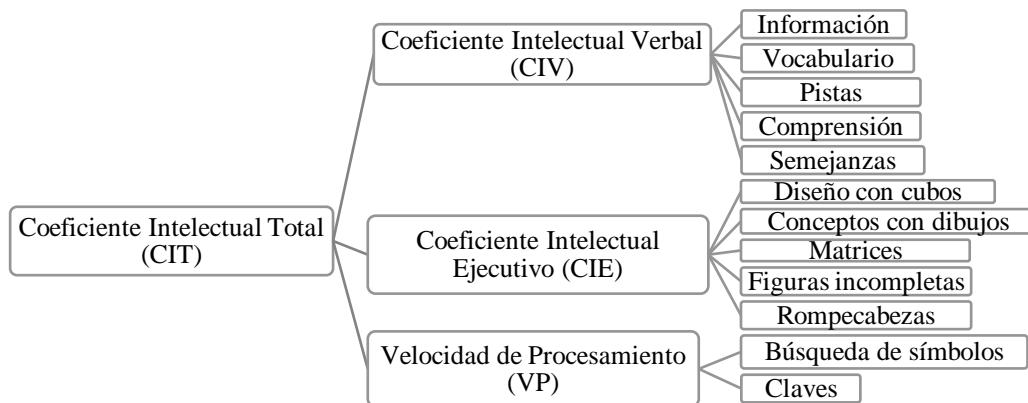 Coeficiente Intelectual Total
(CIT)
Coeficiente Intelectual Verbal
(CIV)
Información
Vocabulario
Pistas
Comprensión
Semejanzas
Coeficiente Intelectual
Ejecutivo (CIE)
Diseño con cubos
Conceptos con dibujos
Matrices
Figuras incompletas
Rompecabezas
Velocidad de Procesamiento
(VP)
Búsqueda de símbolos
Claves